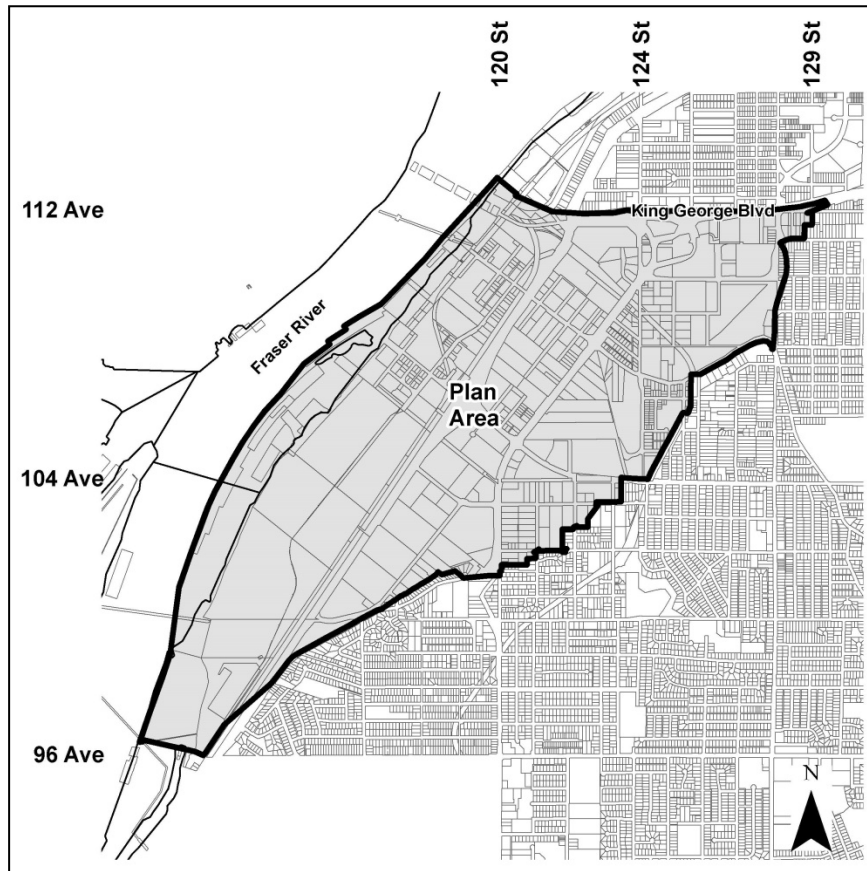 120 St
124 St
129 St
112 Ave
King George Blvd
Fraser River
Plan
Area
104 Ave
96 Ave
N